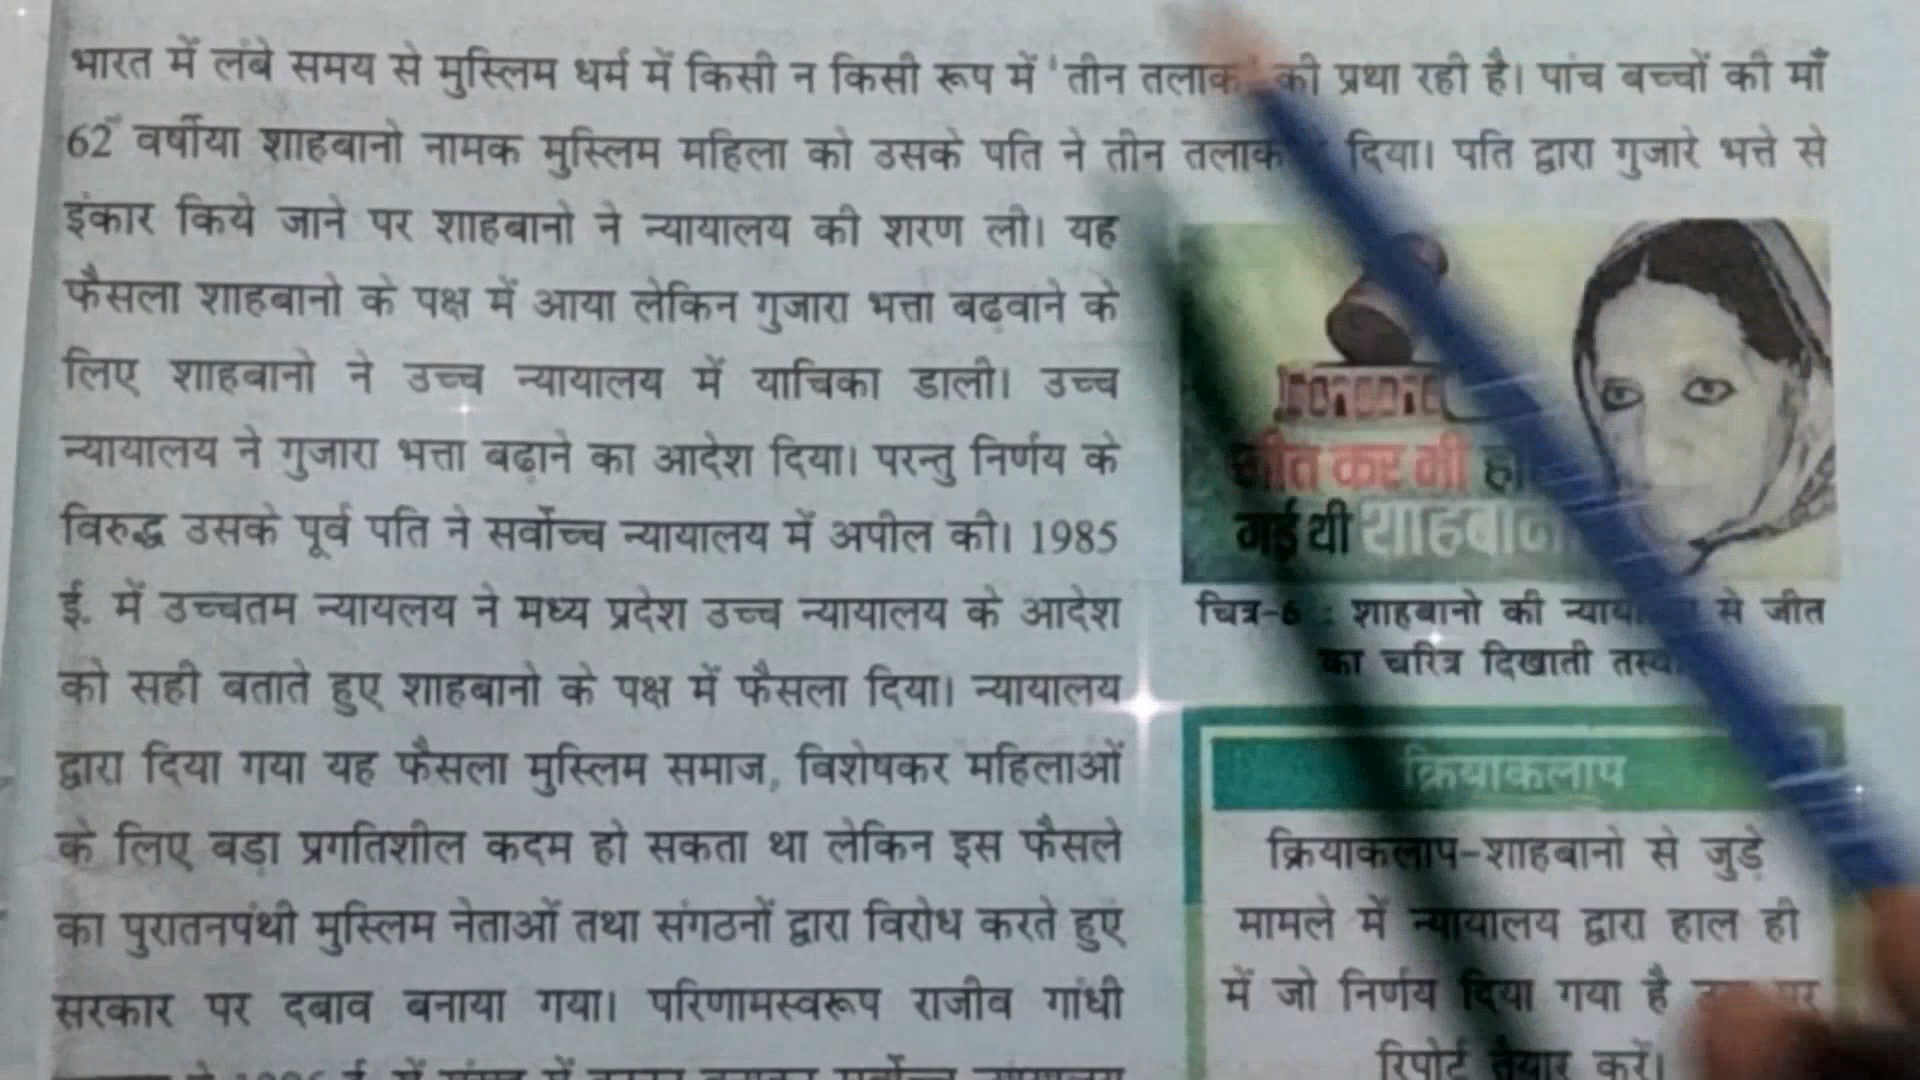 भारत में लंबे समय से मुस्लिम धर्म में किसी न किसी रूप में 'तीन तलाक' की प्रथा रही है। पांच बच्चों की माँ
62 वर्षीया शाहबानो नामक मुस्लिम महिला को उसके पति ने तीन तलाक दिया। पति द्वारा गुजारे भत्ते से
इंकार किये जाने पर शाहबानो ने न्यायालय की शरण ली। यह
फैसला शाहबानो के पक्ष में आया लेकिन गुजारा भत्ता बढ़वाने के
लिए शाहबानो ने उच्च न्यायालय में याचिका डाली। उच्च
न्यायालय ने गुजारा भत्ता बढ़ाने का आदेश दिया। परन्तु निर्णय के
विरुद्ध उसके पूर्व पति ने सर्वोच्च न्यायालय में अपील की। 1985
ई. में उच्चतम न्यायलय ने मध्य प्रदेश उच्च न्यायालय के आदेश
को सही बताते हुए शाहबानो के पक्ष में फैसला दिया। न्यायालय
द्वारा दिया गया यह फैसला मुस्लिम समाज, विशेषकर महिलाओं
के लिए बड़ा प्रगतिशील कदम हो सकता था लेकिन इस फैसले
का पुरातनपंथी मुस्लिम नेताओं तथा संगठनों द्वारा विरोध करते हुए
सरकार पर दबाव बनाया गया। परिणामस्वरूप राजीव गांधी
जीत कर भी
गई थी
चित्र-6 : शाहबानो की से जीत
का चरित्र दिखाती
क्रियाकलाप
क्रियाकलाप-शाहबानो से जुड़े
मामले में न्यायालय द्वारा हाल ही
में जो निर्णय दिया गया है
रिपोर्ट तैयार करें।